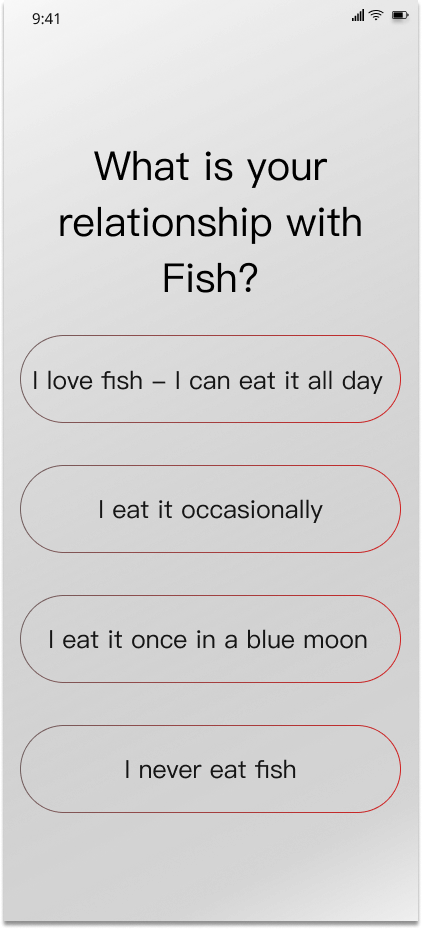 9:41
What is your
relationship with
Fish?
I love fish – I can eat it all day
I eat it occasionally
I eat it once in a blue moon
I never eat fish